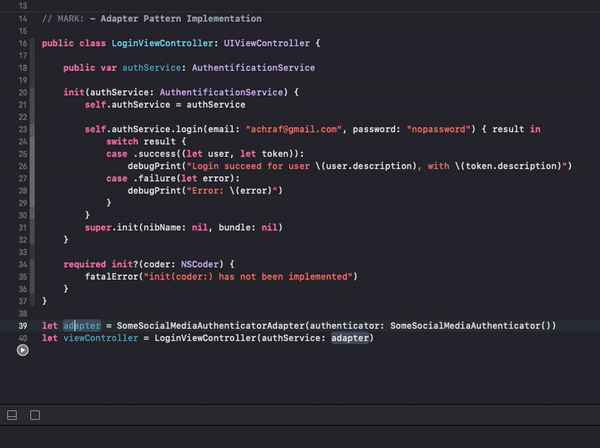 13
14 // MARK: - Adapter Pattern Implementation
15
16 public class LoginViewController: UIViewController {
17
18 public var authService: AuthentificationService
19
20 init(authService: AuthentificationService) {
21 self.authService = authService
22
23 self.authService.login(email: "achraf@gmail.com", password: "nopassword") { result in
24 switch result {
25 case .success((let user, let token)):
26 debugPrint("Login succeed for user \(user.description), with \(token.description)")
27 case .failure(let error):
28 debugPrint("Error: \(error)")
29 }
30 }
31 super.init(nibName: nil, bundle: nil)
32 }
33
34 required init?(coder: NSCoder) {
35 fatalError("init(coder:) has not been implemented")
36 }
37 }
38
39 let adapter = SomeSocialMediaAuthenticatorAdapter(authenticator: SomeSocialMediaAuthenticator())
40 let viewController = LoginViewController(authService: adapter)